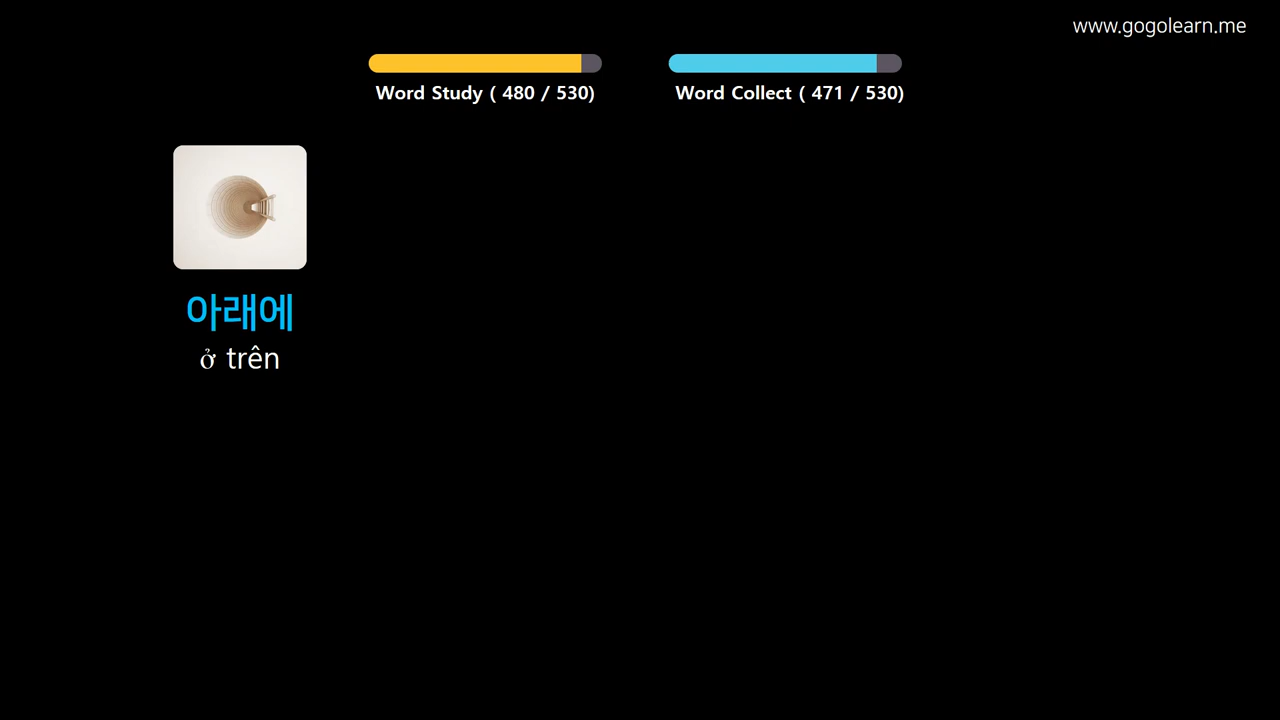 www.gogolearn.me
Word Study ( 480 / 530)
Word Collect ( 471 / 530)
아래에
ở trên